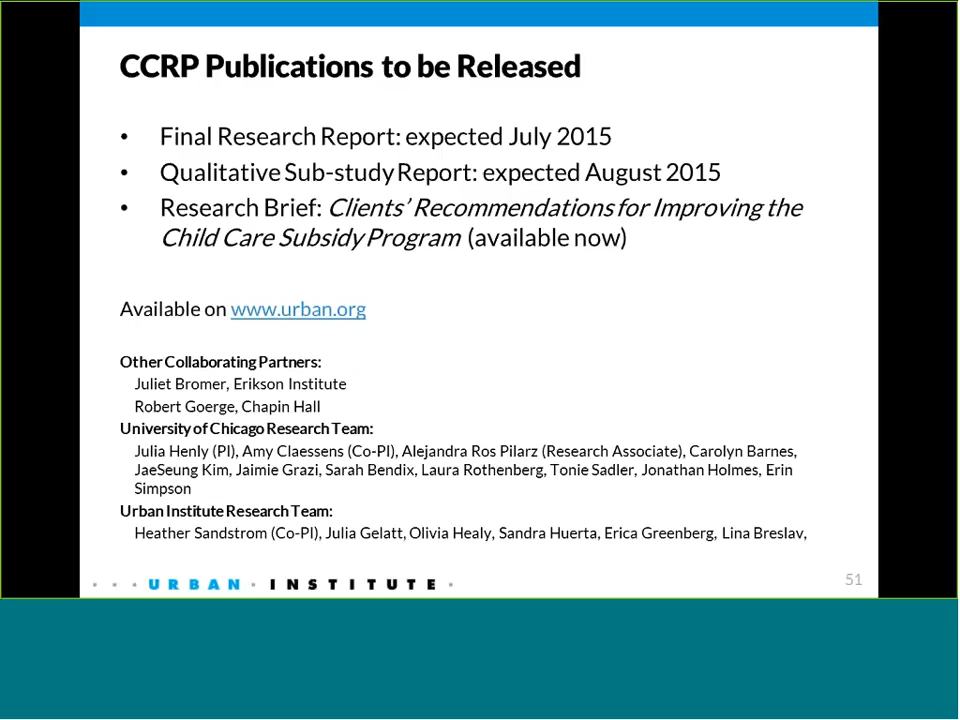 CCRP Publications to be Released
• Final Research Report: expected July 2015
• Qualitative Sub-study Report: expected August 2015
• Research Brief: Clients’ Recommendations for Improving the
Child Care Subsidy Program (available now)
Available on www.urban.org
Other Collaborating Partners:
Juliet Bromer, Erikson Institute
Robert Goerge, Chapin Hall
University of Chicago Research Team:
Julia Henly (PI), Amy Claessens (Co-PI), Alejandra Ros Pilarz (Research Associate), Carolyn Barnes,
JaeSeung Kim, Jaimie Grazi, Sarah Bendix, Laura Rothenberg, Tonie Sadler, Jonathan Holmes, Erin
Simpson
Urban Institute Research Team:
Heather Sandstrom (Co-PI), Julia Gelatt, Olivia Healy, Sandra Huerta, Erica Greenberg, Lina Breslav,
URBAN INSTITUTE
51